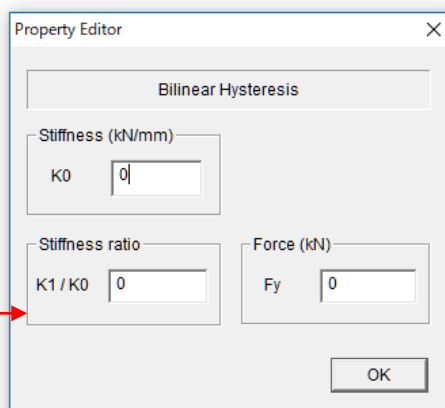 Property Editor
Bilinear Hysteresis
Stiffness (kN/mm)
K0 0
Stiffness ratio Force (kN)
K1 / K0 0 Fy 0
OK